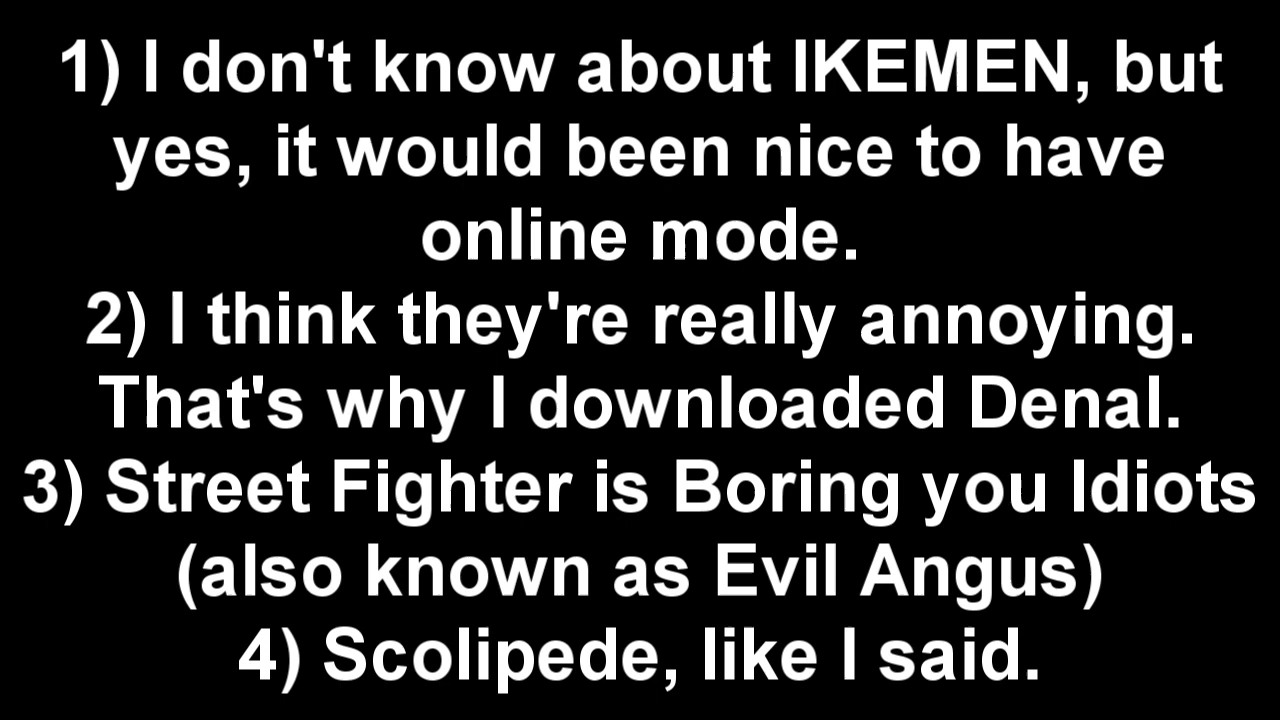 1) I don't know about IKEMEN, but
yes, it would been nice to have
online mode.
2) I think they're really annoying.
That's why I downloaded Denal.
3) Street Fighter is Boring you Idiots
(also known as Evil Angus)
4) Scolipede, like I said.